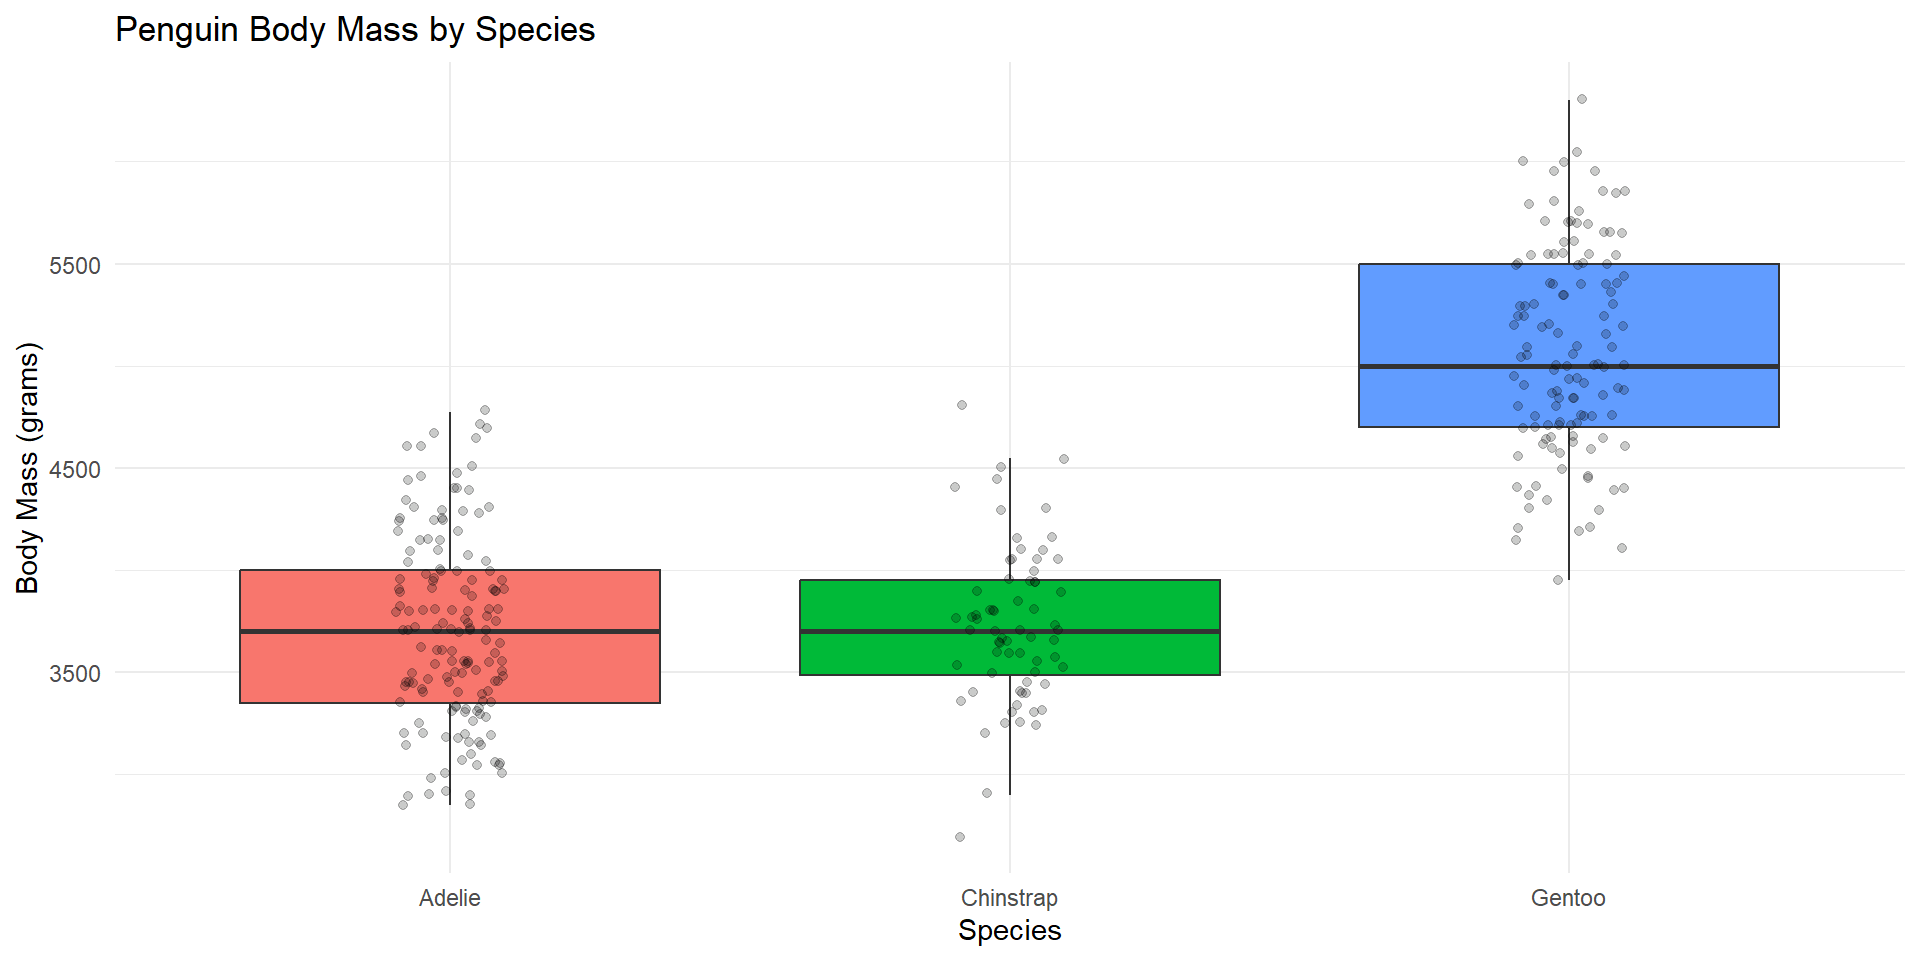 Penguin Body Mass by Species
Body Mass (grams)
5500
4500
3500
Adelie
Chinstrap
Gentoo
Species